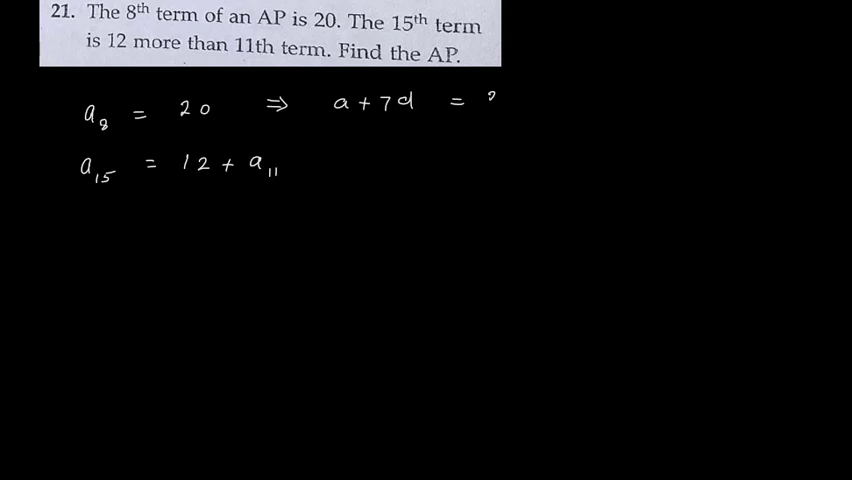 21. The 8th term of an AP is 20. The 15th term
is 12 more than 11th term. Find the AP.
a₈ = 20 ⇒ a + 7d =
a₁₅ = 12 + a₁₁